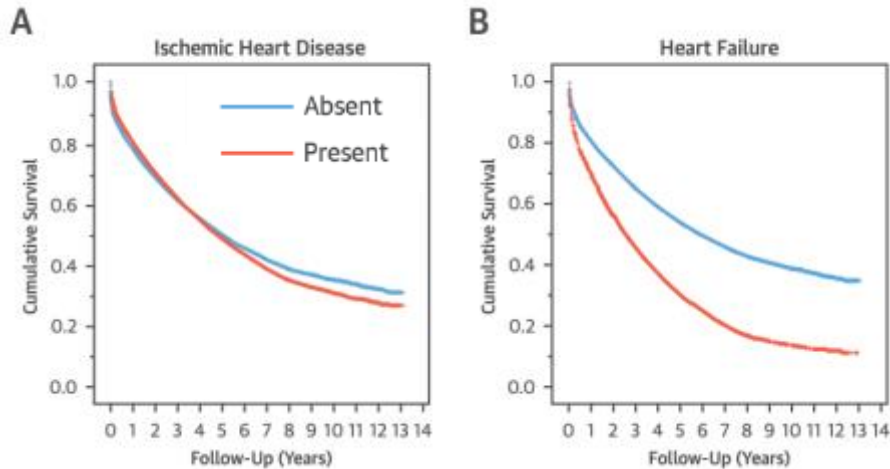 A
Ischemic Heart Disease
1.0
0.8
0.6
0.4
0.2
0.0
Cumulative Survival
Absent
Present
0 1 2 3 4 5 6 7 8 9 10 11 12 13 14
Follow-Up (Years)
B
Heart Failure
1.0
0.8
0.6
0.4
0.2
0.0
Cumulative Survival
0 1 2 3 4 5 6 7 8 9 10 11 12 13 14
Follow-Up (Years)